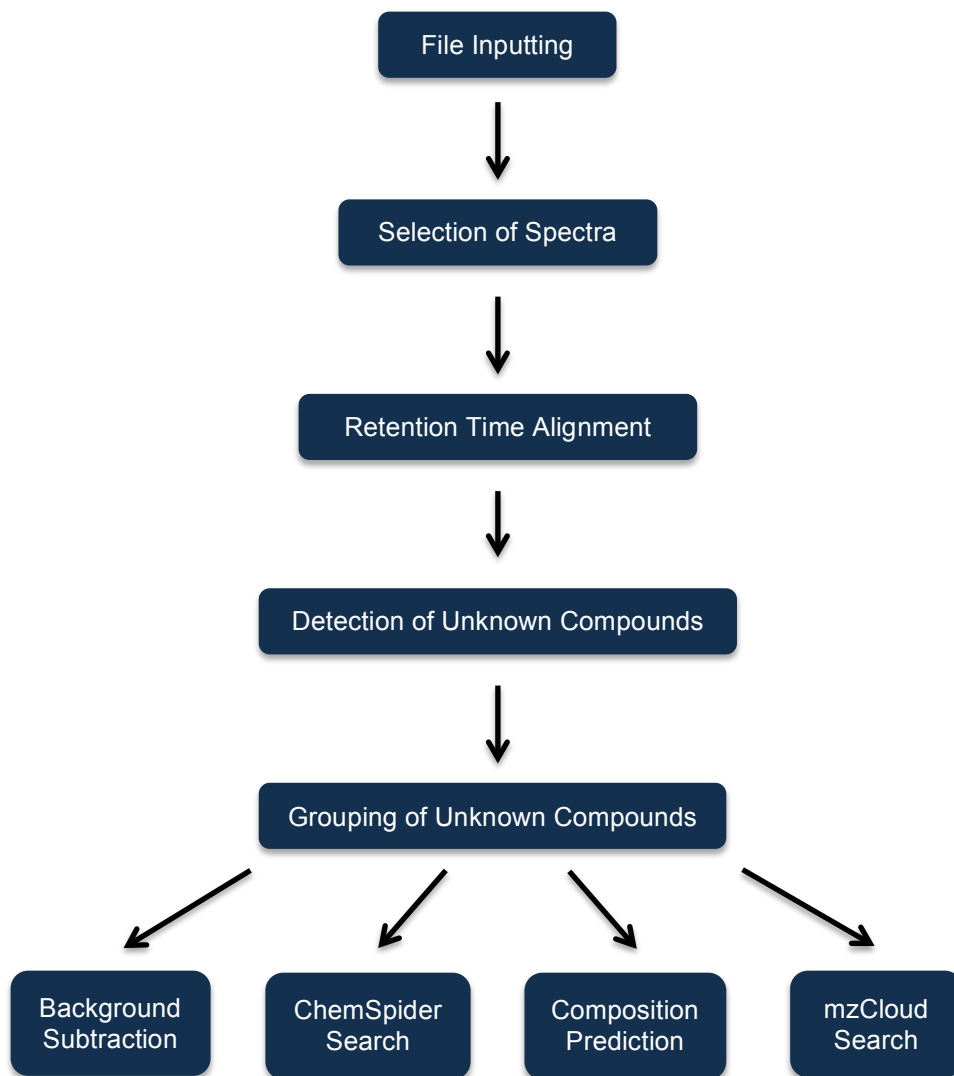 File Inputting
Selection of Spectra
Retention Time Alignment
Detection of Unknown Compounds
Grouping of Unknown Compounds
Background
Subtraction
ChemSpider
Search
Composition
Prediction
mzCloud
Search